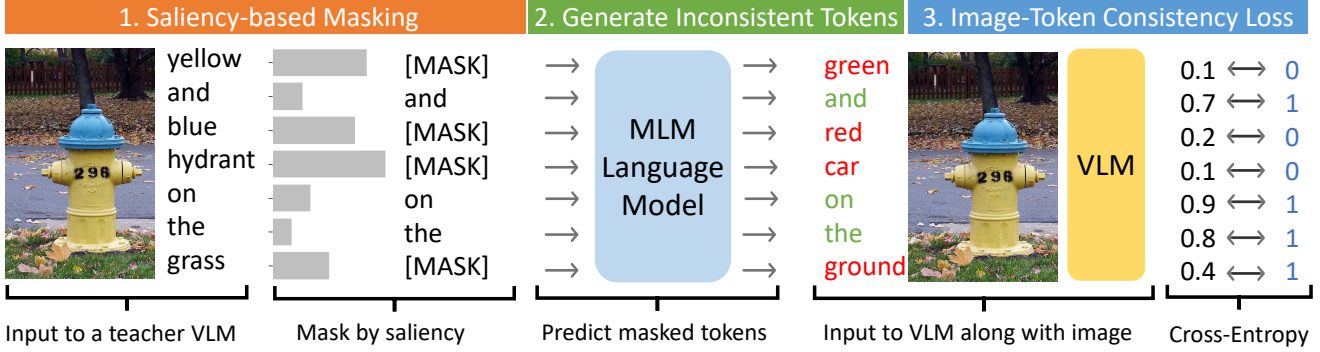 1. Saliency-based Masking
2. Generate Inconsistent Tokens
3. Image-Token Consistency Loss
296
yellow
and
blue
hydrant
on
the
grass
[MASK]
and
[MASK]
[MASK]
on
the
[MASK]
MLM
Language
Model
green
and
red
car
on
the
ground
296
VLM
0.1 ⟷ 0
0.7 ⟷ 1
0.2 ⟷ 0
0.1 ⟷ 0
0.9 ⟷ 1
0.8 ⟷ 1
0.4 ⟷ 1
Input to a teacher VLM
Mask by saliency
Predict masked tokens
Input to VLM along with image
Cross-Entropy